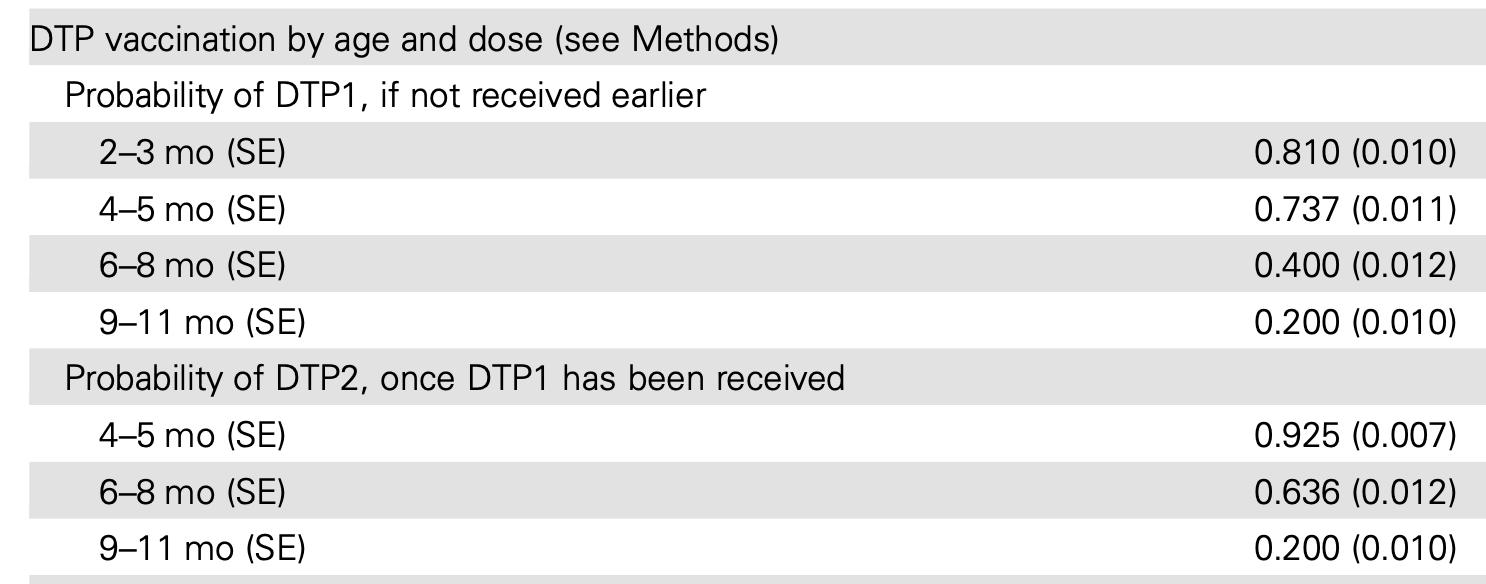 DTP vaccination by age and dose (see Methods)
Probability of DTP1, if not received earlier
2–3 mo (SE) 0.810 (0.010)
4–5 mo (SE) 0.737 (0.011)
6–8 mo (SE) 0.400 (0.012)
9–11 mo (SE) 0.200 (0.010)
Probability of DTP2, once DTP1 has been received
4–5 mo (SE) 0.925 (0.007)
6–8 mo (SE) 0.636 (0.012)
9–11 mo (SE) 0.200 (0.010)